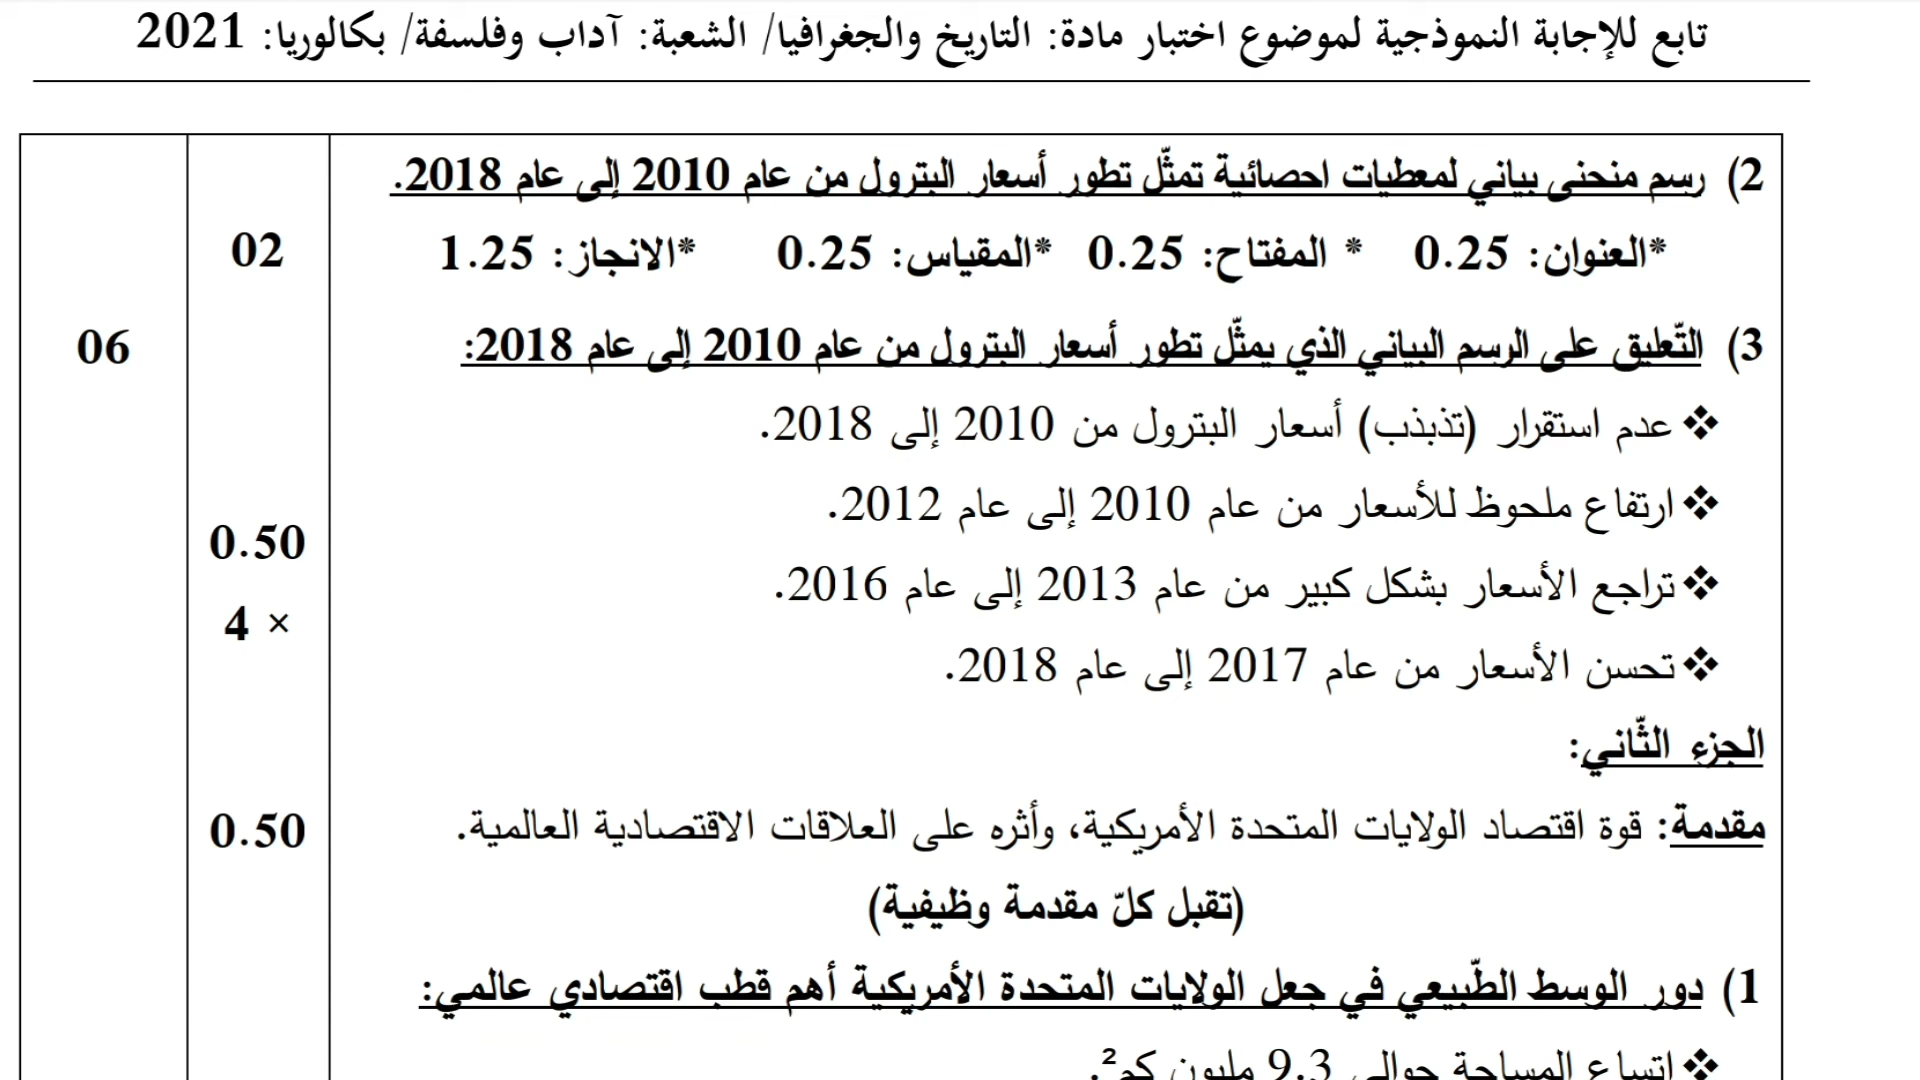 تابع للإجابة النموذجية لموضوع اختبار مادة: التاريخ والجغرافيا/ الشعبة: آداب وفلسفة/ بكالوريا: 2021
2) رسم منحنى بياني لمعطيات احصائية تمثّل تطور أسعار البترول من عام 2010 إلى عام 2018.
*العنوان: 0.25 * المفتاح: 0.25 *المقياس: 0.25 *الانجاز: 1.25
02
3) التّعليق على الرسم البياني الذي يمثّل تطور أسعار البترول من عام 2010 إلى عام 2018:
06
❖ عدم استقرار (تذبذب) أسعار البترول من 2010 إلى 2018.
❖ ارتفاع ملحوظ للأسعار من عام 2010 إلى عام 2012.
0.50
❖ تراجع الأسعار بشكل كبير من عام 2013 إلى عام 2016.
4 ×
❖ تحسن الأسعار من عام 2017 إلى عام 2018.
الجزء الثّاني:
مقدمة: قوة اقتصاد الولايات المتحدة الأمريكية، وأثره على العلاقات الاقتصادية العالمية.
0.50
(تقبل كلّ مقدمة وظيفية)
1) دور الوسط الطّبيعي في جعل الولايات المتحدة الأمريكية أهم قطب اقتصادي عالمي:
❖ اتساع المساحة حوالي 9.3 مليون كم².